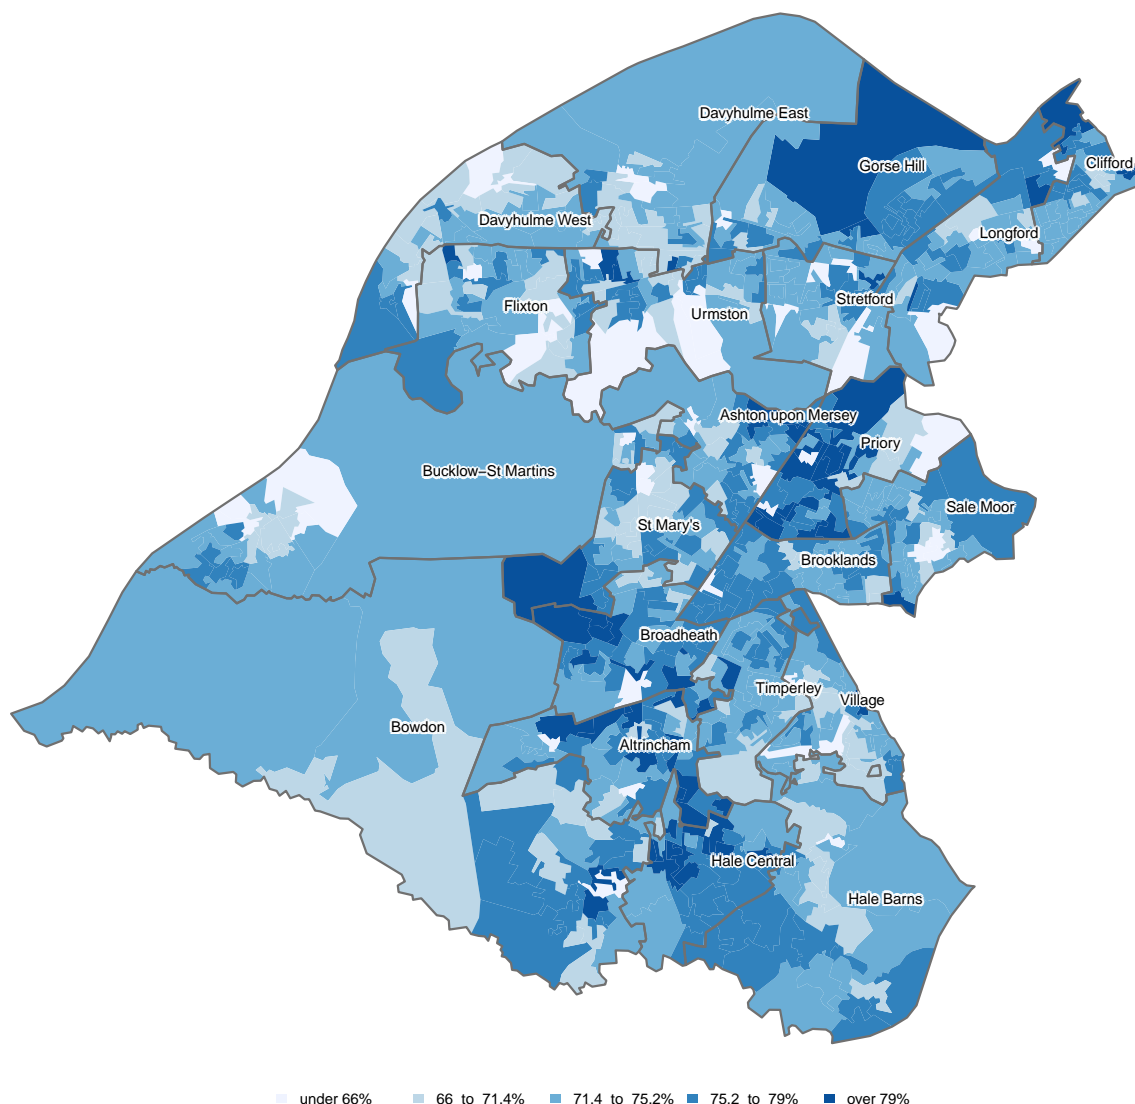 Davyhulme East
Clifford
Gorse Hill
Davyhulme West
Longford
Flixton
Stretford
Urmston
Ashton upon Mersey
Priory
Bucklow−St Martins
Sale Moor
St Mary's
Brooklands
Broadheath
Timperley
Village
Bowdon
Altrincham
Hale Central
Hale Barns
under 66% 66 to 71.4% 71.4 to 75.2% 75.2 to 79% over 79%